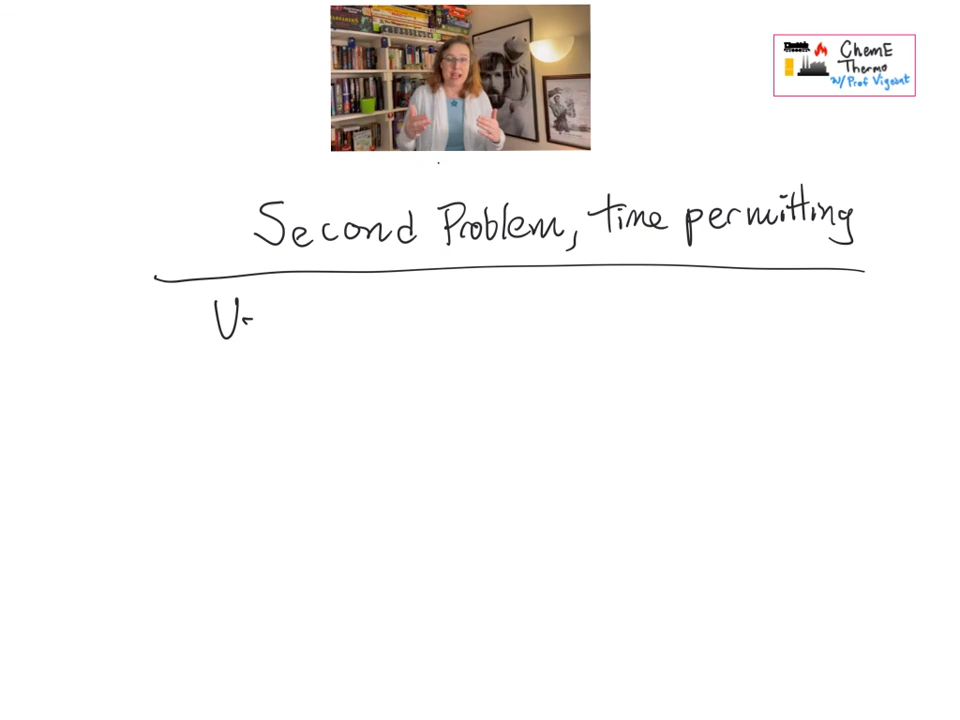 ChemE
Thermo
w/ Prof Vigeant
Second Problem, time permitting